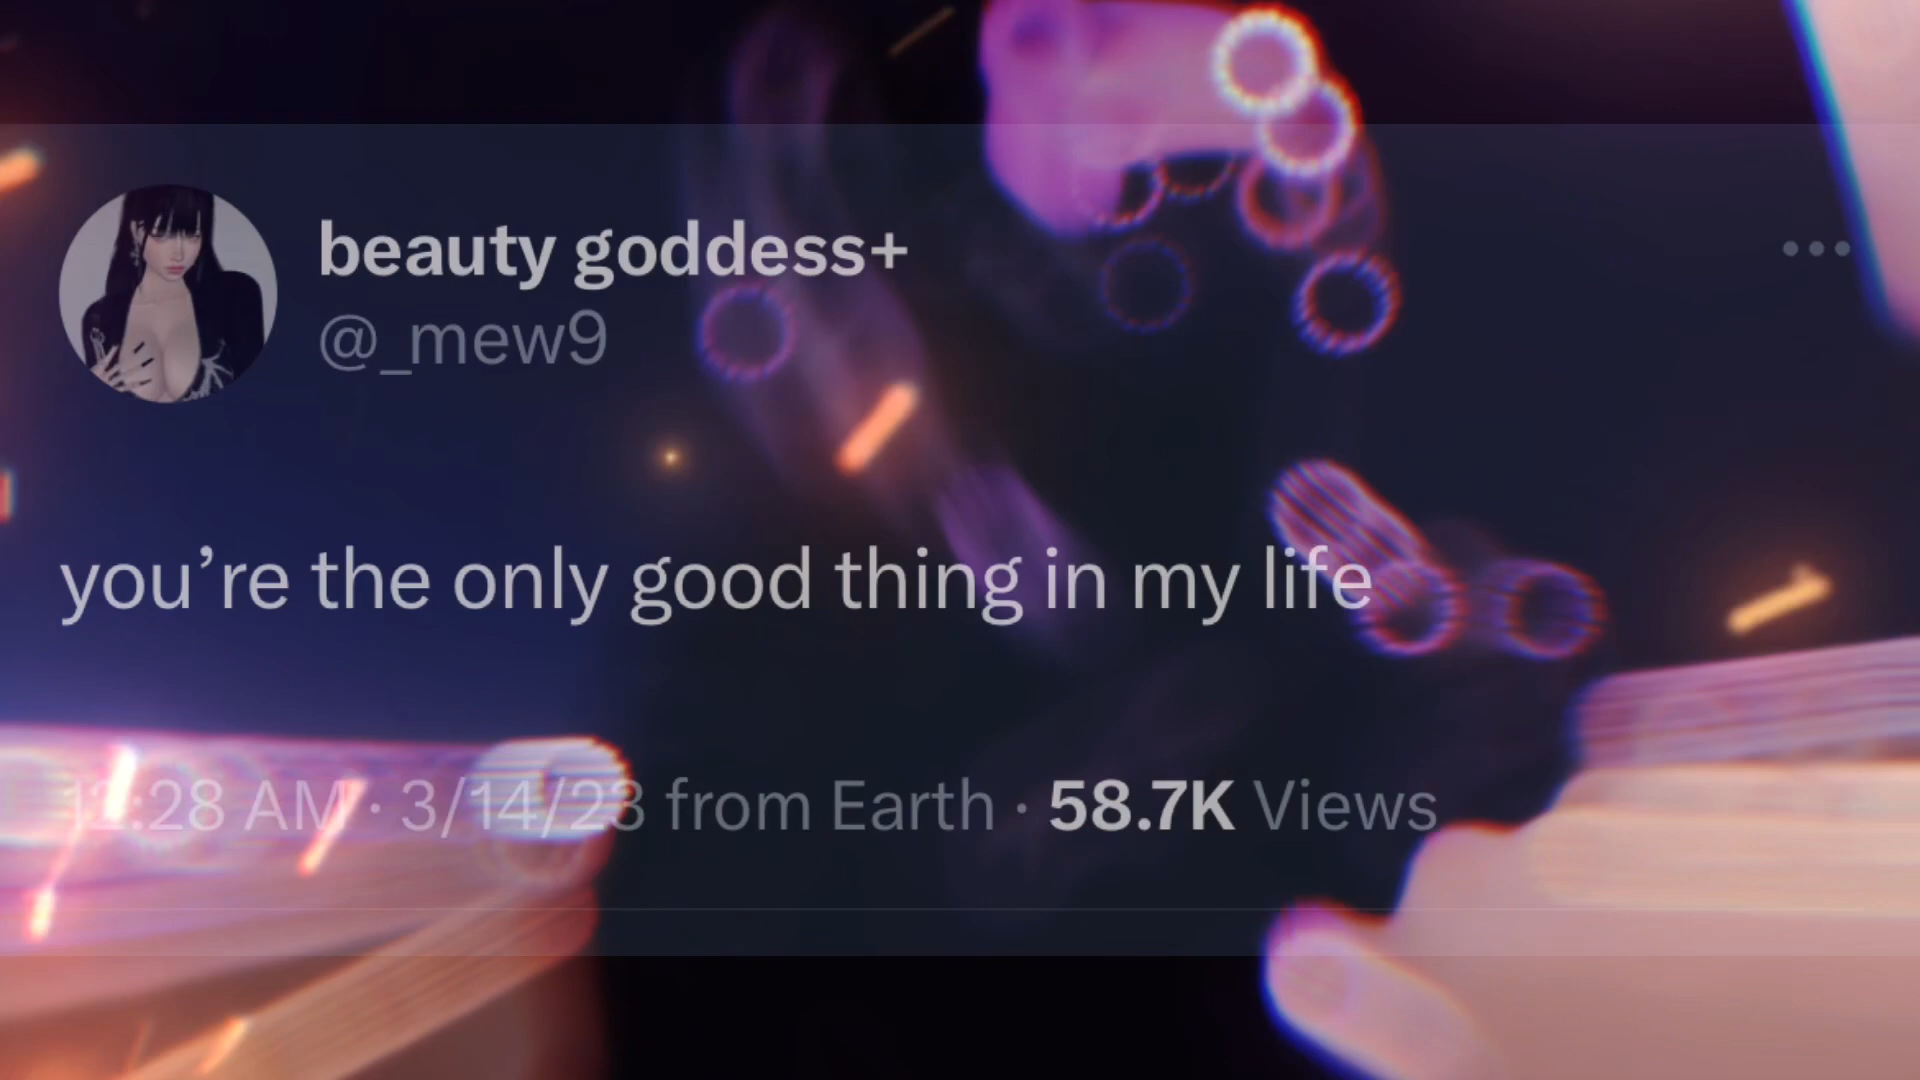 beauty goddess+
@_mew9
you’re the only good thing in my life
12:28 AM · 3/14/23 from Earth · 58.7K Views